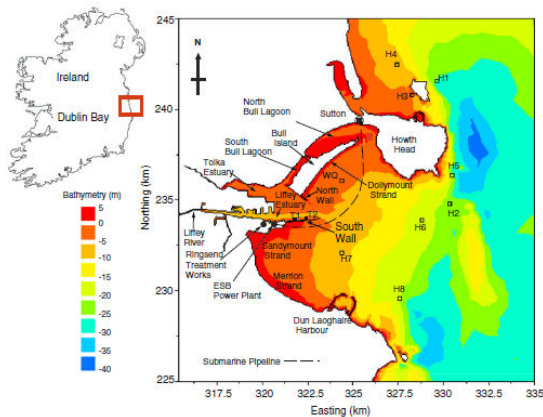 Ireland
Dublin Bay
Bathymetry (m)
5
0
-5
-10
-15
-20
-25
-30
-35
-40
N
North
Bull Lagoon
Bull
Island
South
Bull Lagoon
Tolka
Estuary
Sutton
Howth
Head
H4
H1
H3
H5
H2
H6
H7
H8
WQ
Dollymount
Strand
North
Wall
Liffey
Estuary
T1
T2
South
Wall
Liffey
River
Ringsend
Treatment
Works
ESB
Power Plant
Sandymount
Strand
Merrion
Strand
Dun Laoghaire
Harbour
Submarine Pipeline
Northing (km)
245
240
235
230
225
317.5
320
322.5
325
327.5
330
332.5
335
Easting (km)